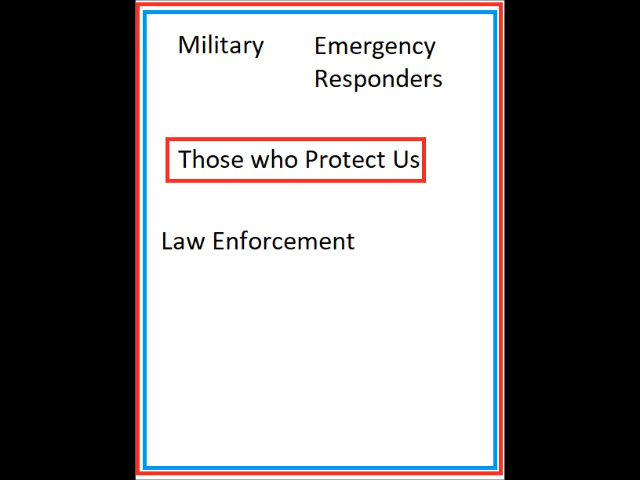 Military
Emergency
Responders
Those who Protect Us
Law Enforcement